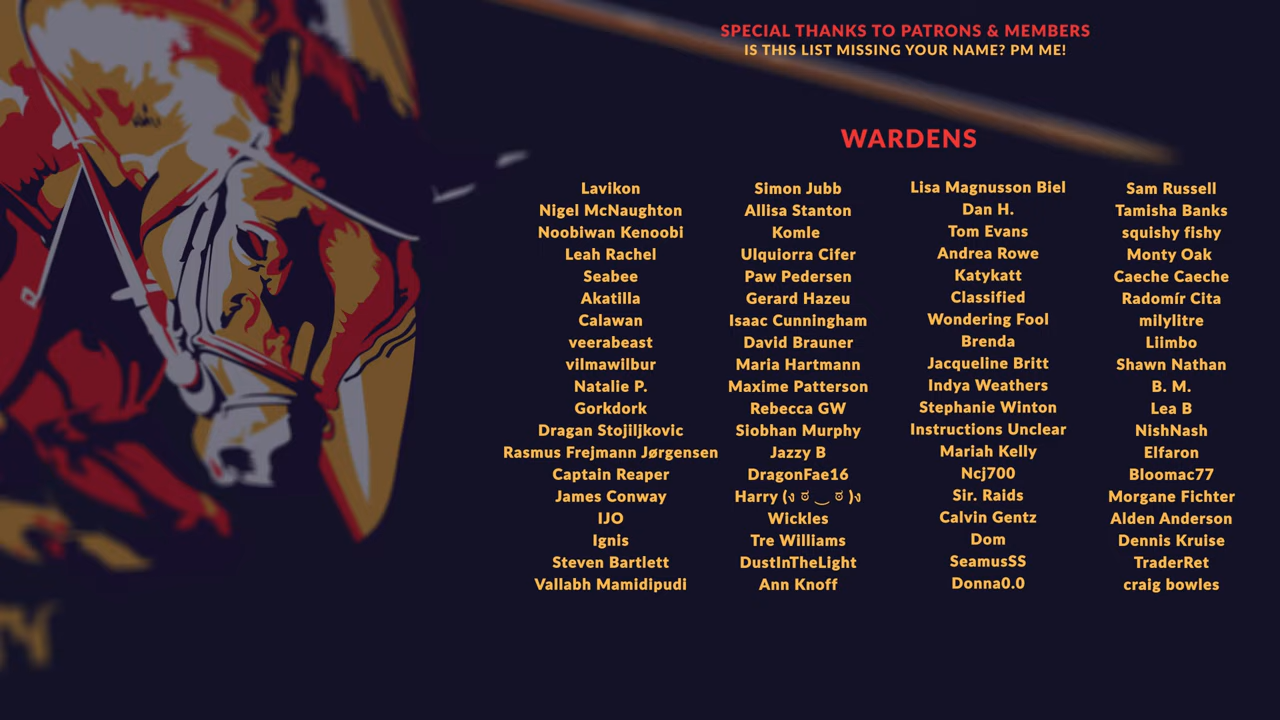 SPECIAL THANKS TO PATRONS & MEMBERS
IS THIS LIST MISSING YOUR NAME? PM ME!
WARDENS
Lavikon
Nigel McNaughton
Noobiwan Kenoobi
Leah Rachel
Seabee
Akatilla
Calawan
veerabeast
vilmawilbur
Natalie P.
Gorkdork
Dragan Stojiljkovic
Rasmus Frejmann Jørgensen
Captain Reaper
James Conway
IJO
Ignis
Steven Bartlett
Vallabh Mamidipudi
Simon Jubb
Allisa Stanton
Komle
Ulquiorra Cifer
Paw Pedersen
Gerard Hazeu
Isaac Cunningham
David Brauner
Maria Hartmann
Maxime Patterson
Rebecca GW
Siobhan Murphy
Jazzy B
DragonFae16
Harry (ง ಠ ‿ ಠ )ง
Wickles
Tre Williams
DustInTheLight
Ann Knoff
Lisa Magnusson Biel
Dan H.
Tom Evans
Andrea Rowe
Katykatt
Classified
Wondering Fool
Brenda
Jacqueline Britt
Indya Weathers
Stephanie Winton
Instructions Unclear
Mariah Kelly
Ncj700
Sir. Raids
Calvin Gentz
Dom
SeamusSS
Donna0.0
Sam Russell
Tamisha Banks
squishy fishy
Monty Oak
Caeche Caeche
Radomír Cita
milylitre
Liimbo
Shawn Nathan
B. M.
Lea B
NishNash
Elfaron
Bloomac77
Morgane Fichter
Alden Anderson
Dennis Kruise
TraderRet
craig bowles